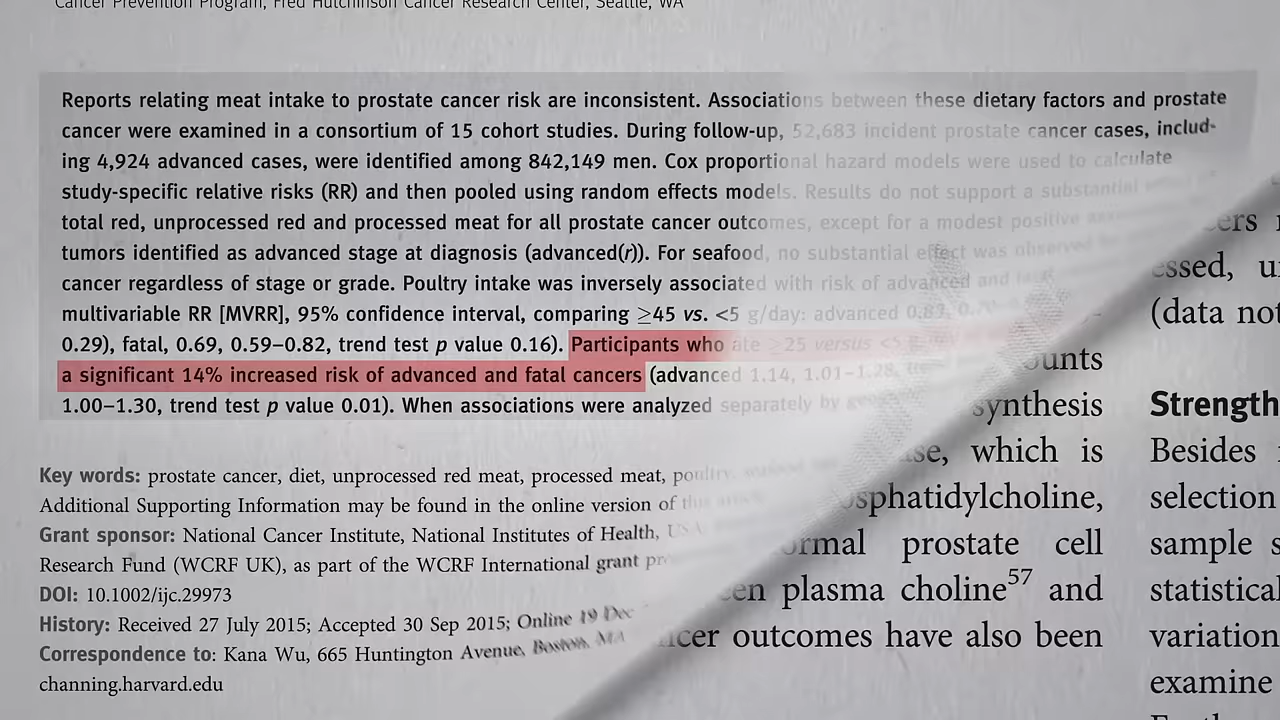 Cancer Prevention Program, Fred Hutchinson Cancer Research Center, Seattle, WA
Reports relating meat intake to prostate cancer risk are inconsistent. Associations between these dietary factors and prostate
cancer were examined in a consortium of 15 cohort studies. During follow-up, 52,683 incident prostate cancer cases, includ-
ing 4,924 advanced cases, were identified among 842,149 men. Cox proportional hazard models were used to calculate
study-specific relative risks (RR) and then pooled using random effects models. Results do not support a substantial
total red, unprocessed red and processed meat for all prostate cancer outcomes, except for a modest positive
tumors identified as advanced stage at diagnosis (advanced(r)). For seafood, no substantial effect was observed
cancer regardless of stage or grade. Poultry intake was inversely associated with risk of advanced and
multivariable RR [MVRR], 95% confidence interval, comparing ≥45 vs. <5 g/day: advanced
0.29), fatal, 0.69, 0.59–0.82, trend test p value 0.16). Participants who ate ≥25 versus <5
a significant 14% increased risk of advanced and fatal cancers (advanced 1.14, 1.01–1.28,
1.00–1.30, trend test p value 0.01). When associations were analyzed separately by
Key words: prostate cancer, diet, unprocessed red meat, processed meat, poultry,
Additional Supporting Information may be found in the online version of this
Grant sponsor: National Cancer Institute, National Institutes of Health, USA
Research Fund (WCRF UK), as part of the WCRF International grant
DOI: 10.1002/ijc.29973
History: Received 27 July 2015; Accepted 30 Sep 2015; Online 19 Dec
Correspondence to: Kana Wu, 665 Huntington Avenue, Boston, MA
channing.harvard.edu
synthesis
which is
phatidylcholine,
prostate cell
plasma choline57 and
outcomes have also been
(data not
Strength
Besides
selection
sample s
statistical
variation
examine